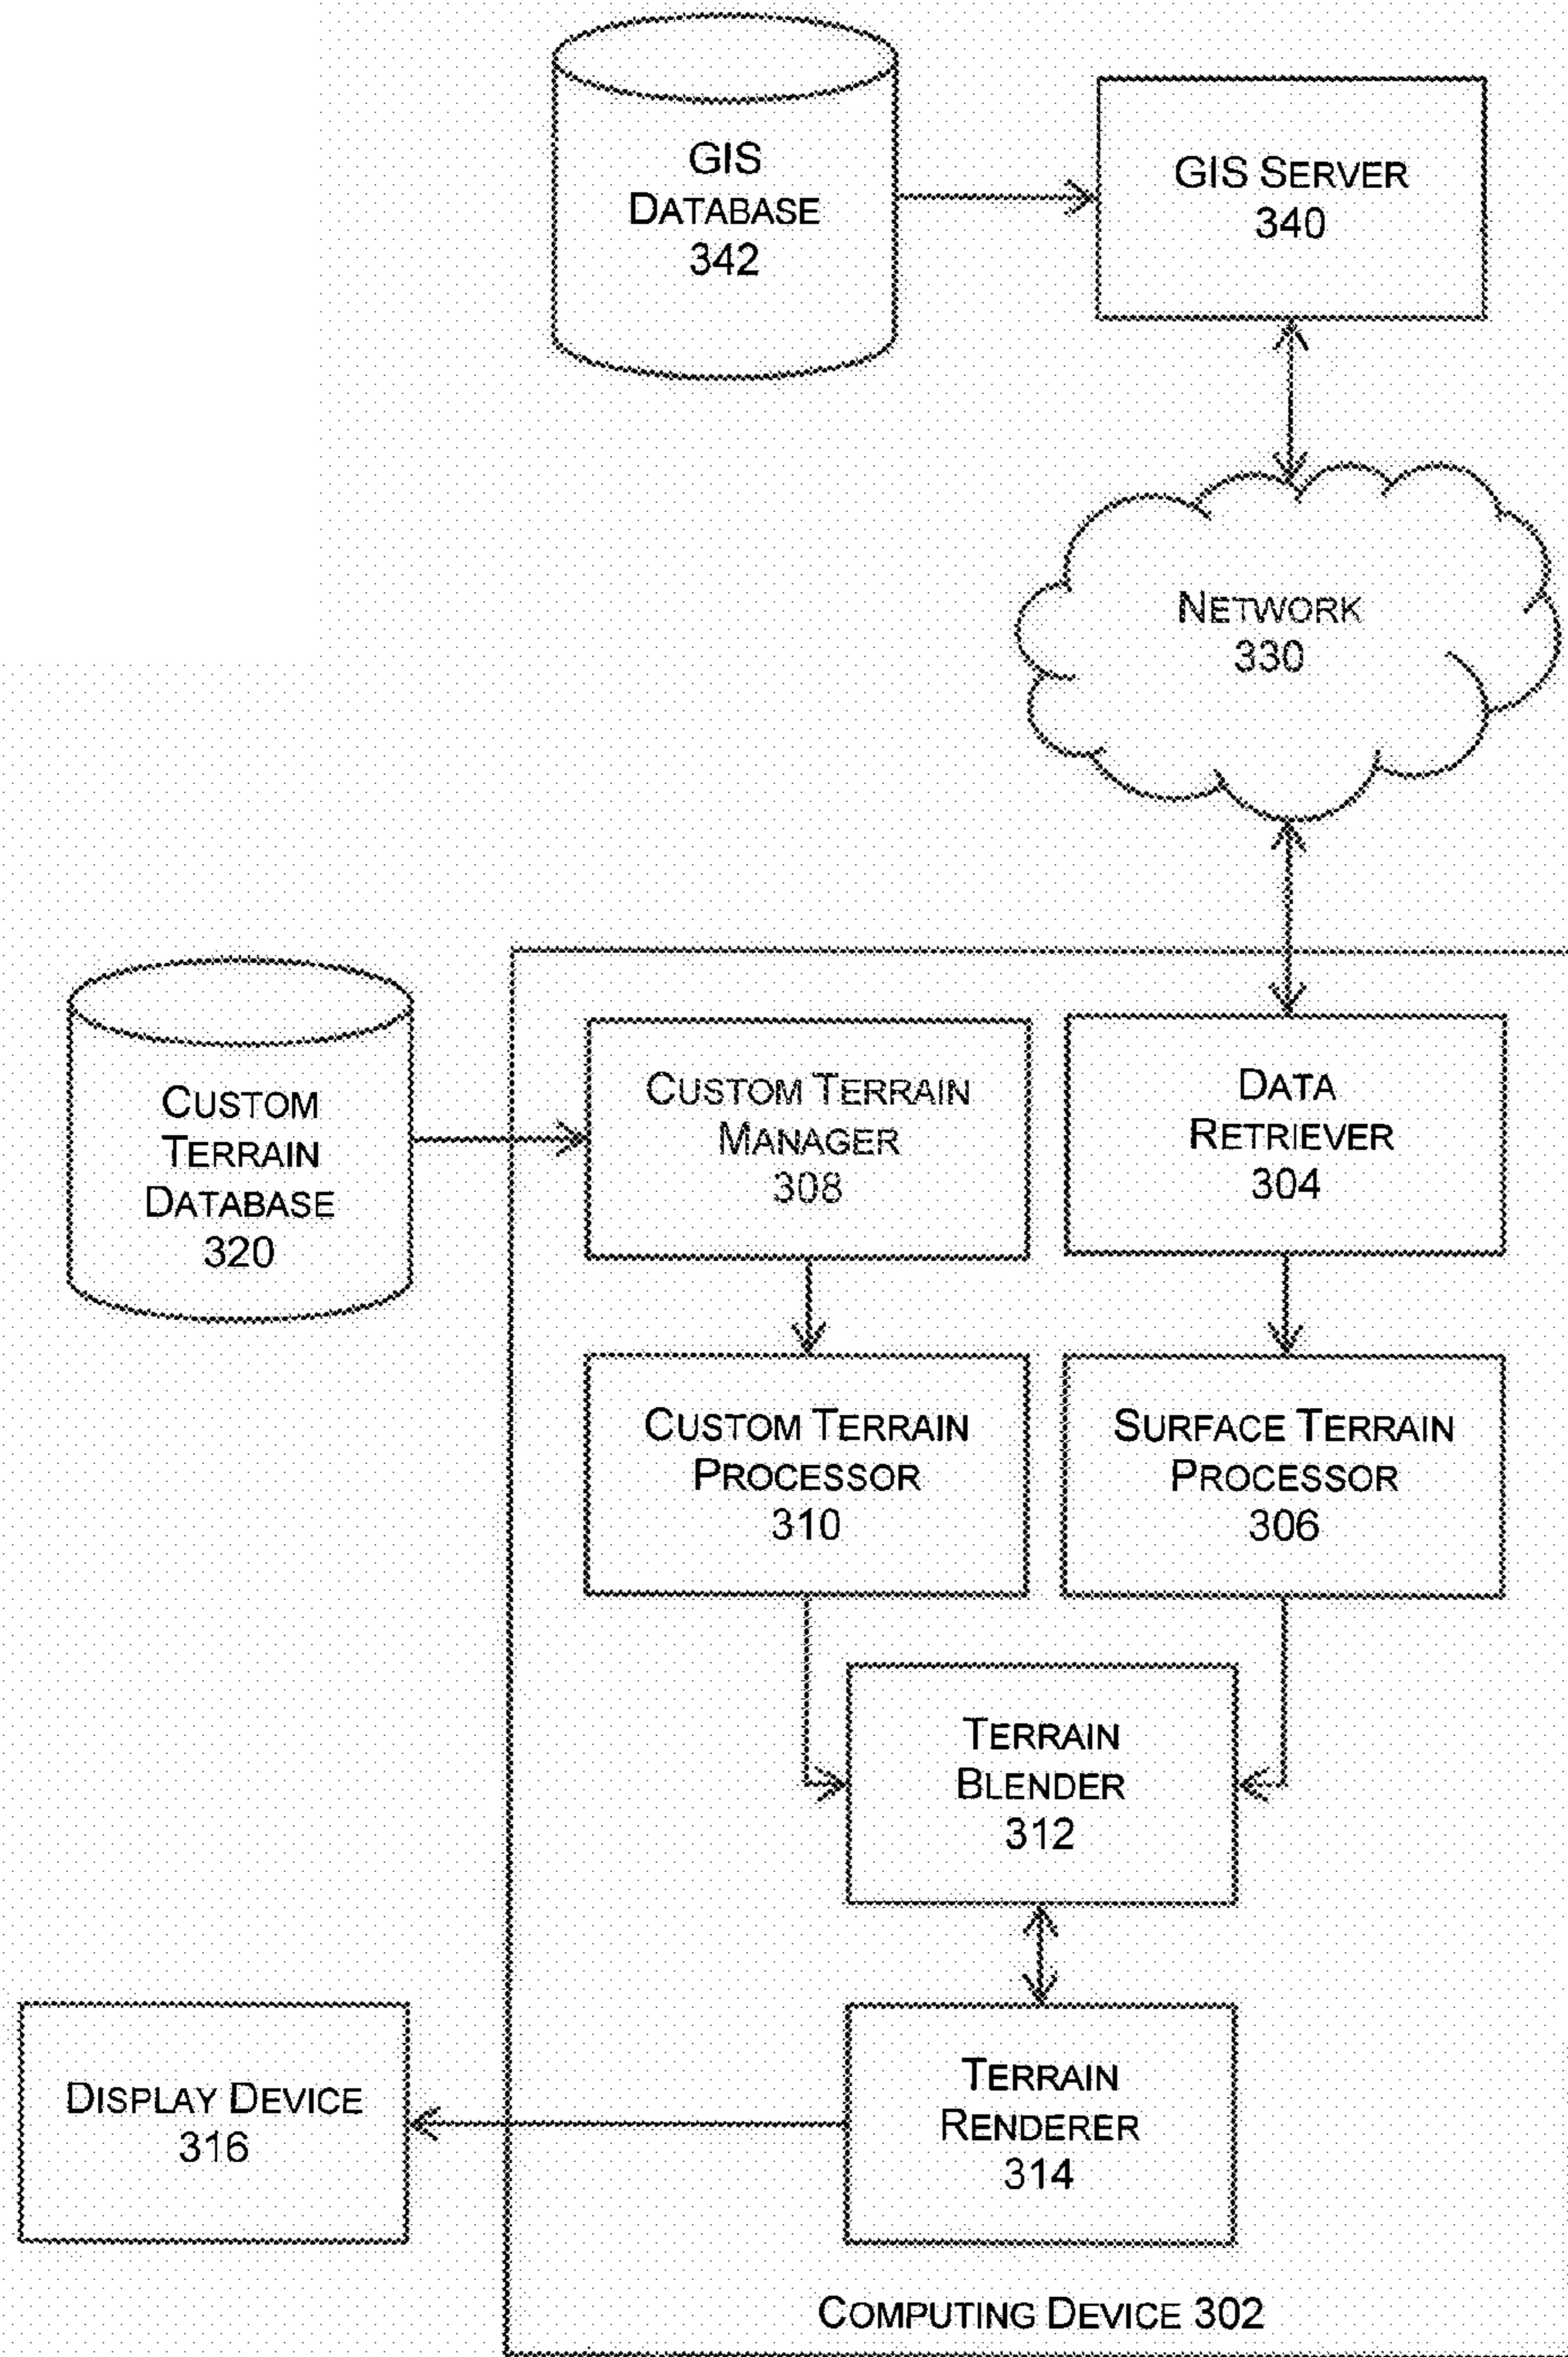 GIS
DATABASE
342
GIS SERVER
340
NETWORK
330
CUSTOM
TERRAIN
DATABASE
320
CUSTOM TERRAIN
MANAGER
308
DATA
RETRIEVER
304
CUSTOM TERRAIN
PROCESSOR
310
SURFACE TERRAIN
PROCESSOR
306
TERRAIN
BLENDER
312
DISPLAY DEVICE
316
TERRAIN
RENDERER
314
COMPUTING DEVICE 302